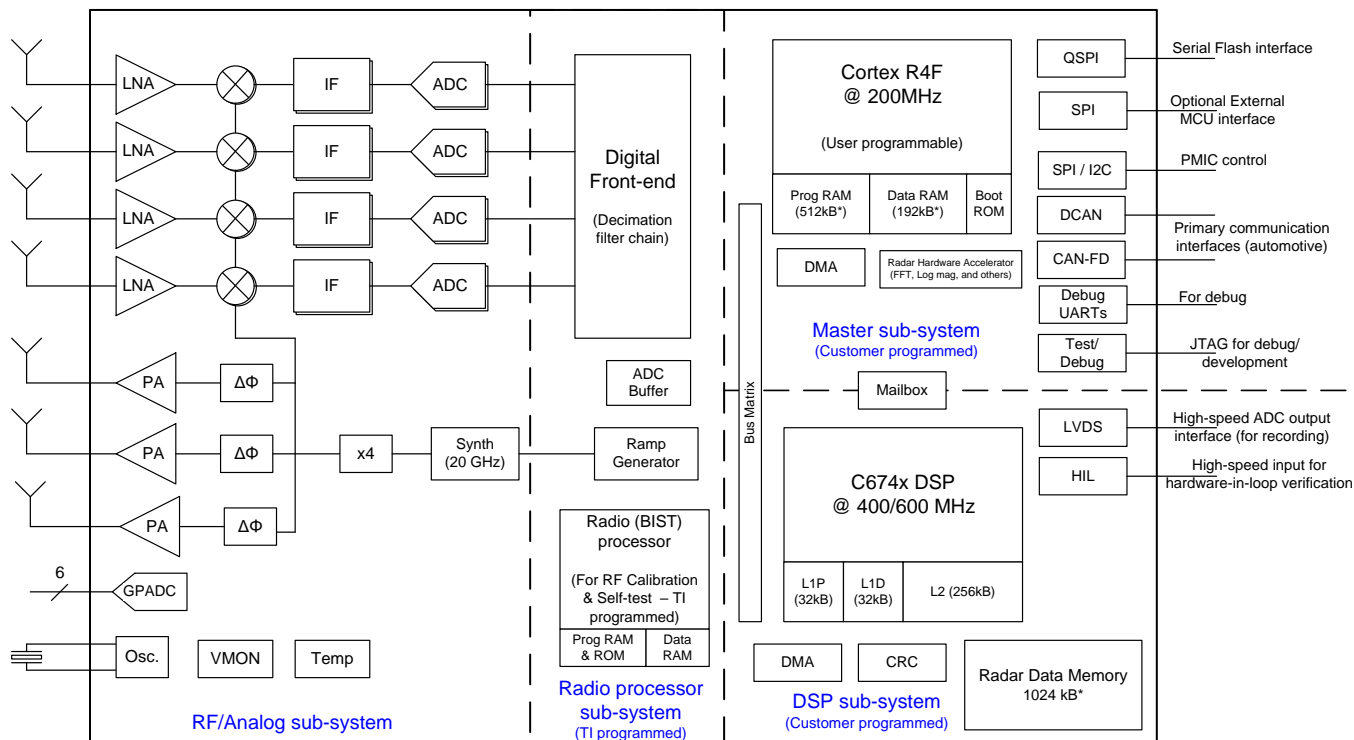 LNA
IF
ADC
LNA
IF
ADC
LNA
IF
ADC
LNA
IF
ADC
Digital
Front-end
(Decimation
filter chain)
PA
ΔΦ
PA
ΔΦ
x4
Synth
(20 GHz)
PA
ΔΦ
6
GPADC
Osc.
VMON
Temp
RF/Analog sub-system
ADC
Buffer
Ramp
Generator
Radio (BIST)
processor
(For RF Calibration
& Self-test – TI
programmed)
Prog RAM
& ROM
Data
RAM
Radio processor
sub-system
(TI programmed)
Cortex R4F
@ 200MHz
(User programmable)
Prog RAM
(512kB*)
Data RAM
(192kB*)
Boot
ROM
DMA
Radar Hardware Accelerator
(FFT, Log mag, and others)
Master sub-system
(Customer programmed)
Bus Matrix
Mailbox
C674x DSP
@ 400/600 MHz
L1P
(32kB)
L1D
(32kB)
L2 (256kB)
DMA
CRC
DSP sub-system
(Customer programmed)
Radar Data Memory
1024 kB*
QSPI
Serial Flash interface
SPI
Optional External
MCU interface
SPI / I2C
PMIC control
DCAN
Primary communication
interfaces (automotive)
CAN-FD
Debug
UARTs
For debug
Test/
Debug
JTAG for debug/
development
LVDS
High-speed ADC output
interface (for recording)
HIL
High-speed input for
hardware-in-loop verification